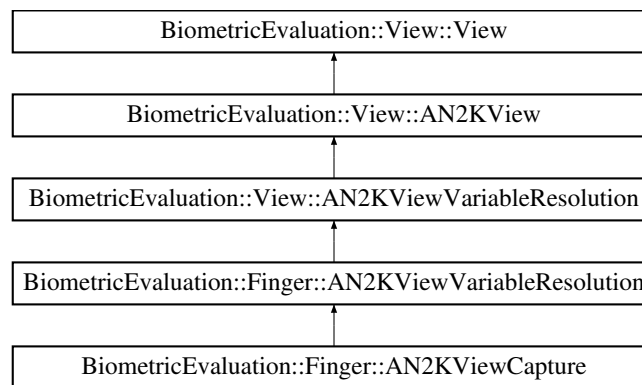 BiometricEvaluation::View::View
BiometricEvaluation::View::AN2KView
BiometricEvaluation::View::AN2KViewVariableResolution
BiometricEvaluation::Finger::AN2KViewVariableResolution
BiometricEvaluation::Finger::AN2KViewCapture